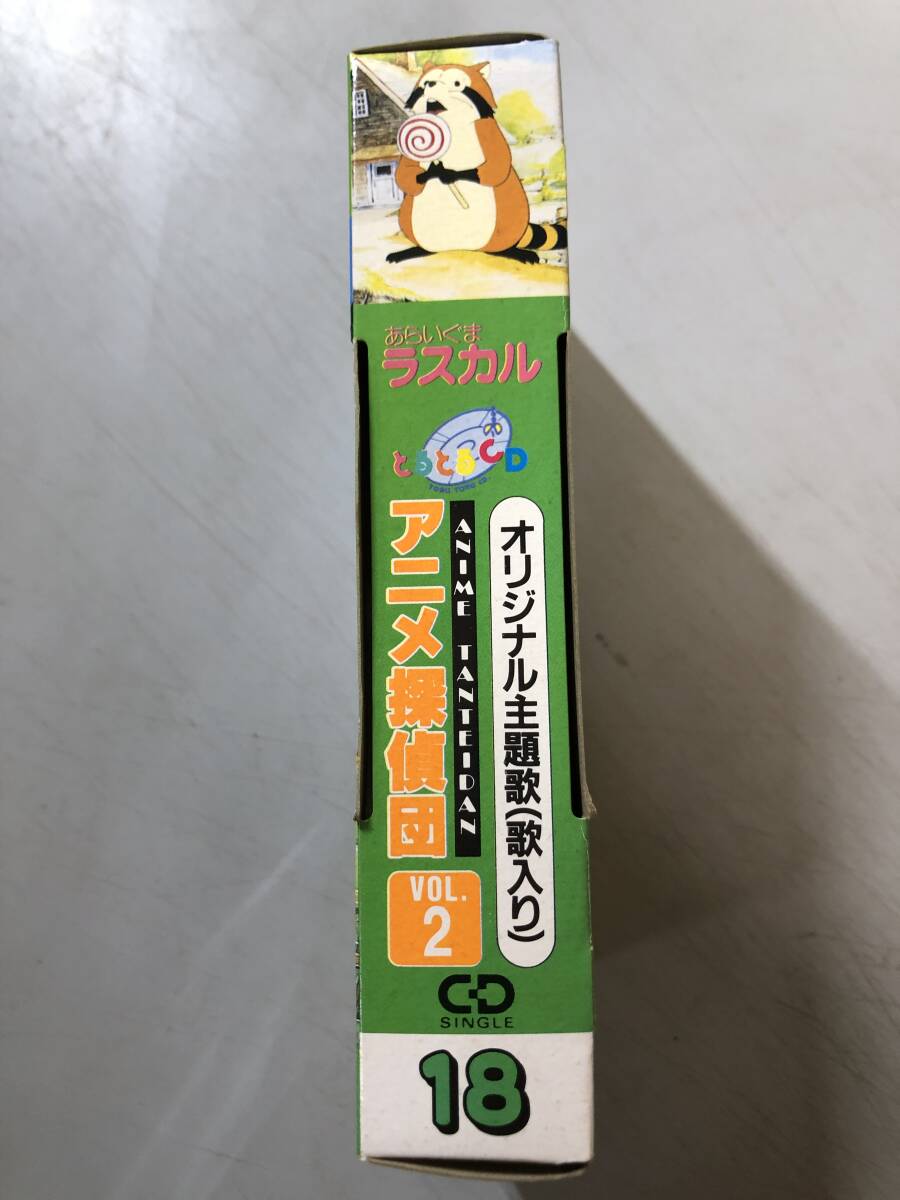 あらいぐま
ラスカル
とるとるCD
TORU TORU CD.
オリジナル主題歌(歌入り)
ANIME TANTEIDAN
アニメ探偵団
VOL.
2
CD
SINGLE
18